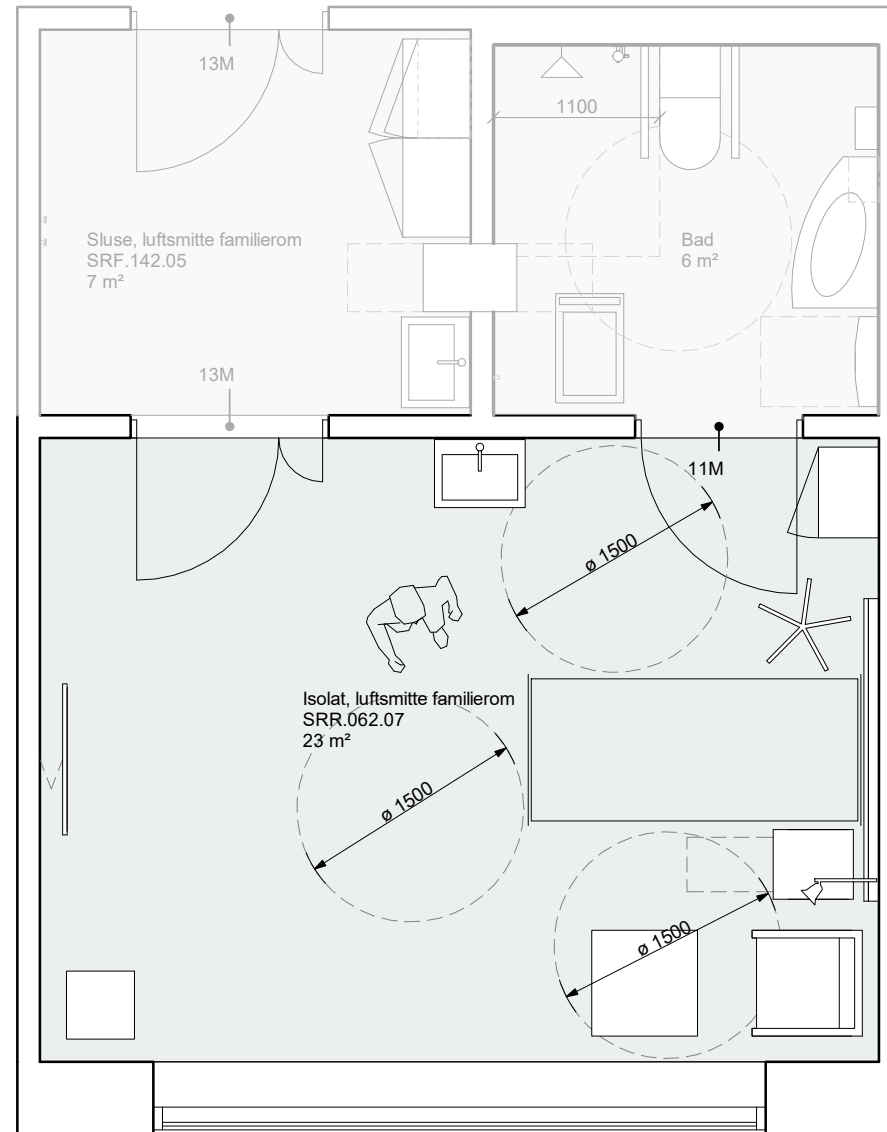 13M
1100
Sluse, luftsmitte familierom
SRF.142.05
7 m²
Bad
6 m²
13M
11M
ø 1500
Isolat, luftsmitte familierom
SRR.062.07
23 m²
ø 1500
ø 1500